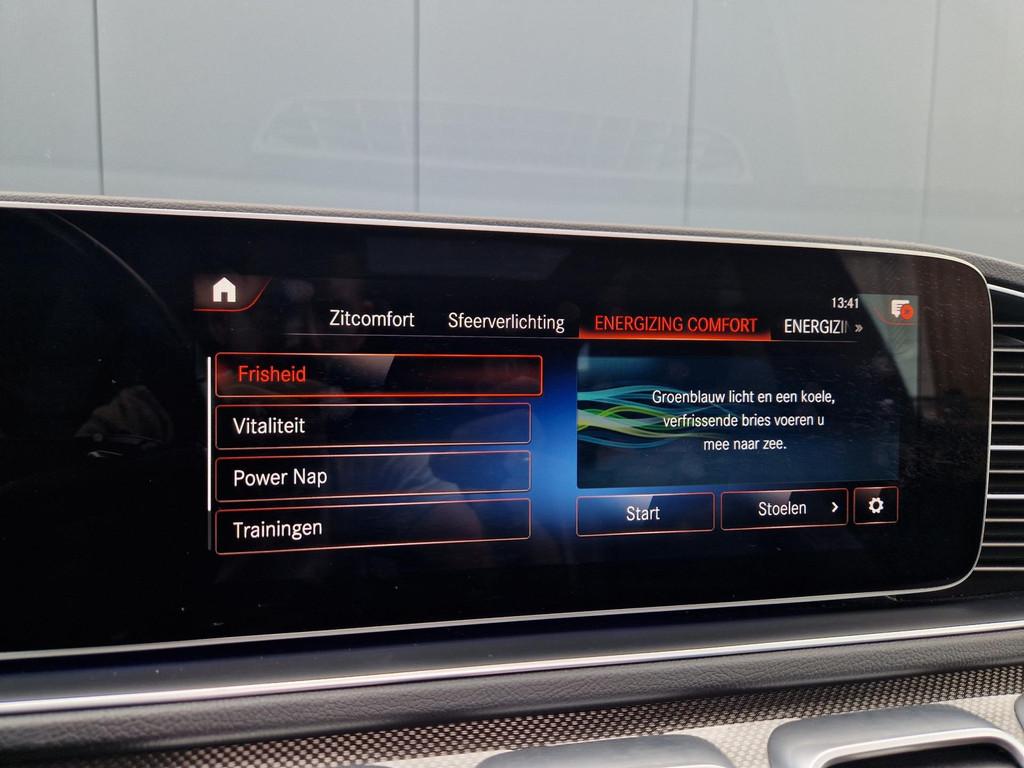 13:41
Zitcomfort Sfeerverlichting ENERGIZING COMFORT ENERGIZI
Frisheid
Vitaliteit
Power Nap
Trainingen
Groenblauw licht en een koele,
verfrissende bries voeren u
mee naar zee.
Start
Stoelen